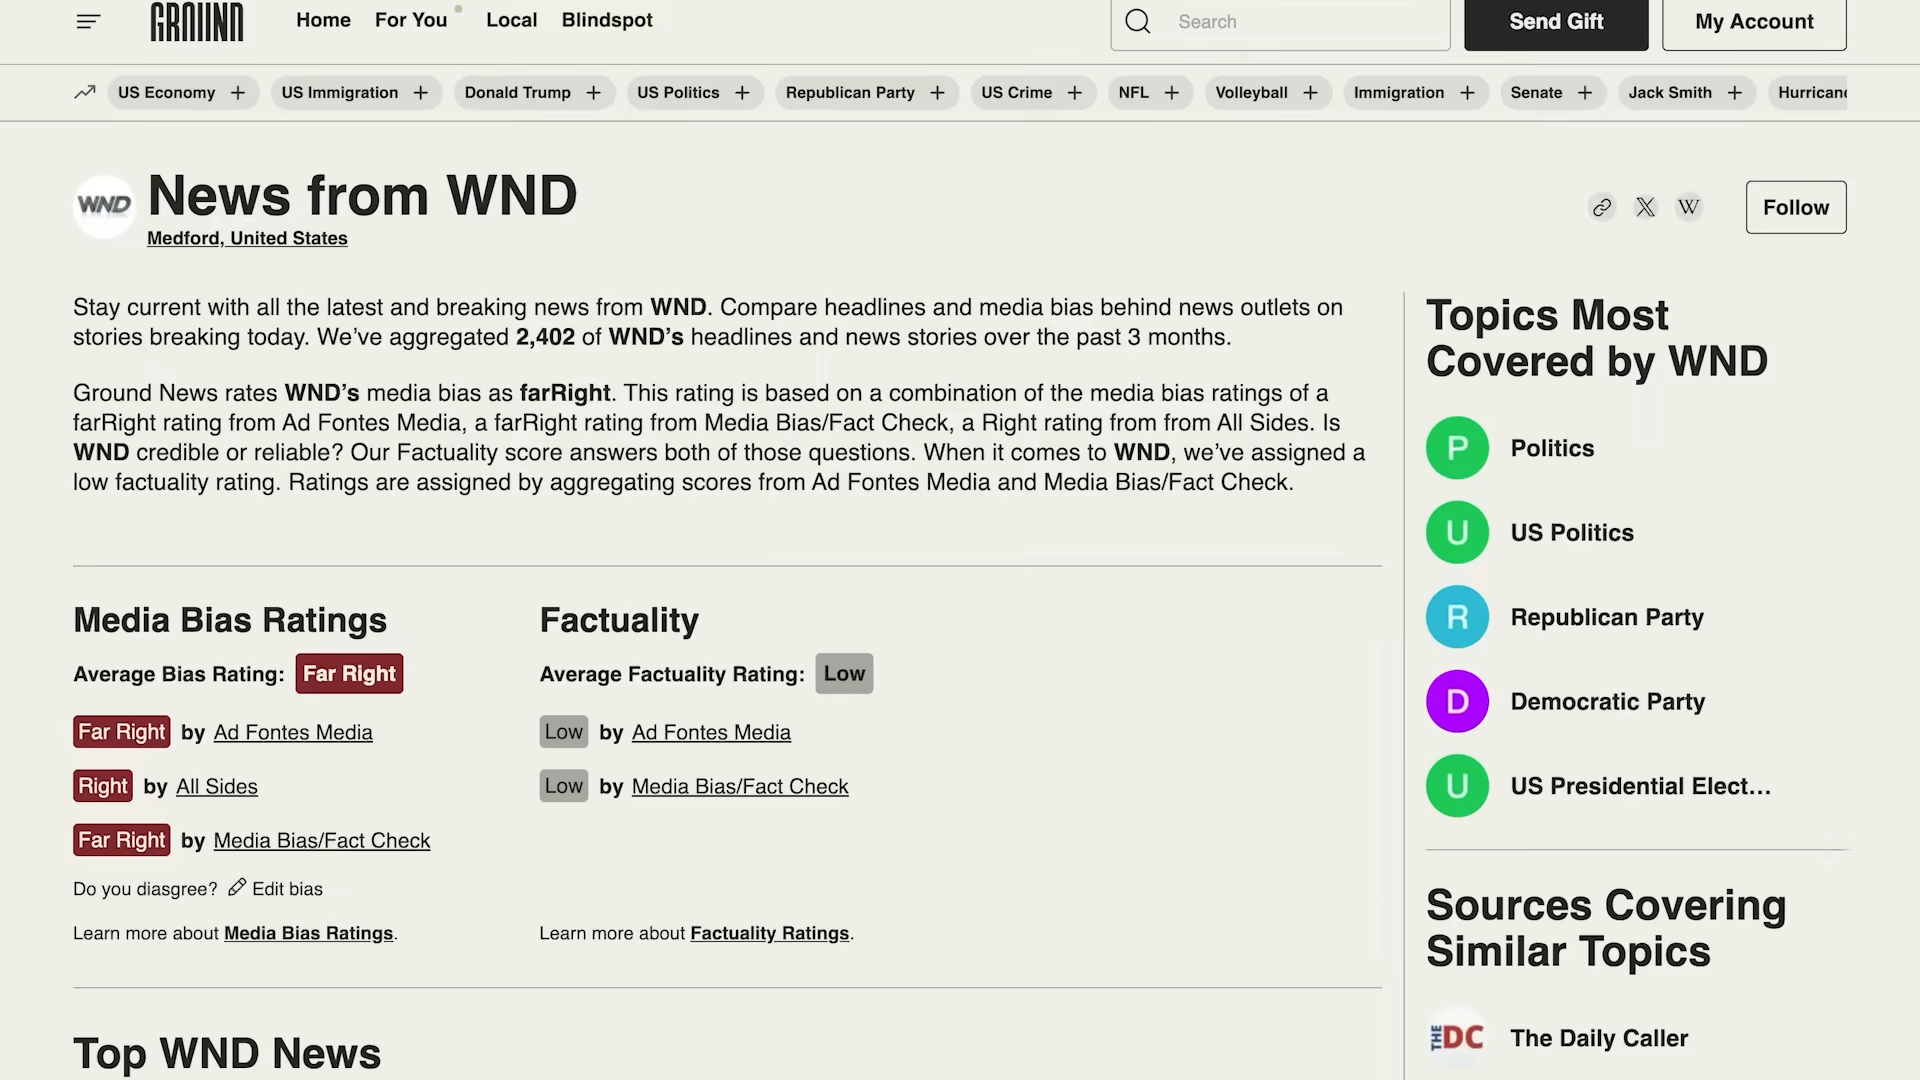 GROUND
Home For You Local Blindspot
Search
Send Gift
My Account
US Economy + US Immigration + Donald Trump + US Politics + Republican Party + US Crime + NFL + Volleyball + Immigration + Senate + Jack Smith + Hurricane
WND
News from WND
Medford, United States
Follow
Stay current with all the latest and breaking news from WND. Compare headlines and media bias behind news outlets on
stories breaking today. We've aggregated 2,402 of WND's headlines and news stories over the past 3 months.
Ground News rates WND's media bias as farRight. This rating is based on a combination of the media bias ratings of a
farRight rating from Ad Fontes Media, a farRight rating from Media Bias/Fact Check, a Right rating from from All Sides. Is
WND credible or reliable? Our Factuality score answers both of those questions. When it comes to WND, we've assigned a
low factuality rating. Ratings are assigned by aggregating scores from Ad Fontes Media and Media Bias/Fact Check.
Media Bias Ratings
Average Bias Rating: Far Right
Far Right by Ad Fontes Media
Right by All Sides
Far Right by Media Bias/Fact Check
Do you diasgree? Edit bias
Learn more about Media Bias Ratings.
Factuality
Average Factuality Rating: Low
Low by Ad Fontes Media
Low by Media Bias/Fact Check
Learn more about Factuality Ratings.
Top WND News
Topics Most
Covered by WND
P Politics
U US Politics
R Republican Party
D Democratic Party
U US Presidential Elect...
Sources Covering
Similar Topics
THE DC The Daily Caller